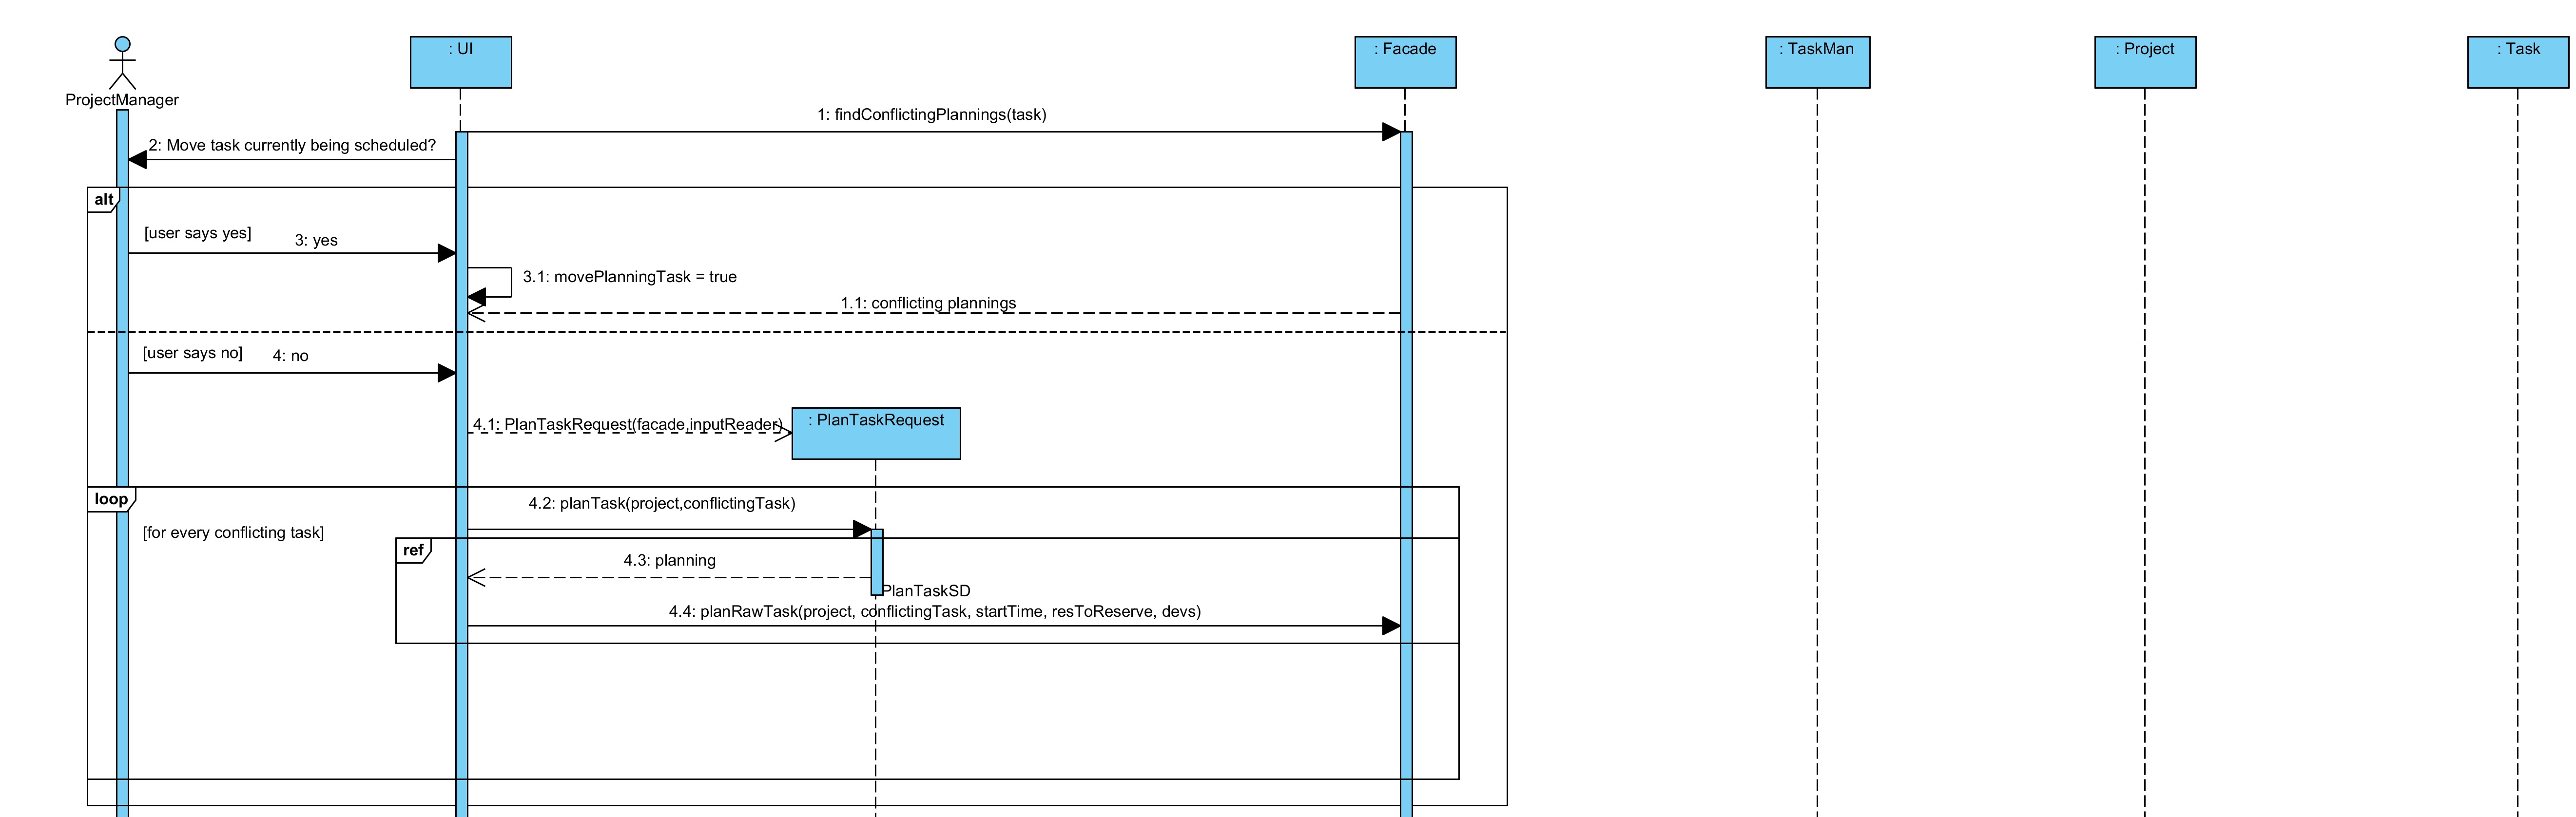 : UI
: Facade
: TaskMan
: Project
: Task
ProjectManager
1: findConflictingPlannings(task)
2: Move task currently being scheduled?
alt
[user says yes]
3: yes
3.1: movePlanningTask = true
1.1: conflicting plannings
[user says no]
4: no
4.1: PlanTaskRequest(facade,inputReader)
: PlanTaskRequest
loop
4.2: planTask(project,conflictingTask)
[for every conflicting task]
ref
4.3: planning
PlanTaskSD
4.4: planRawTask(project, conflictingTask, startTime, resToReserve, devs)